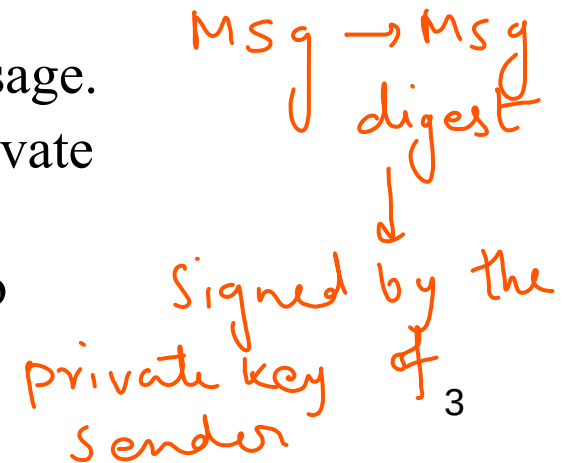 Msg → Msg
sage.
digest
vate
Signed by the
private key of
3
sender